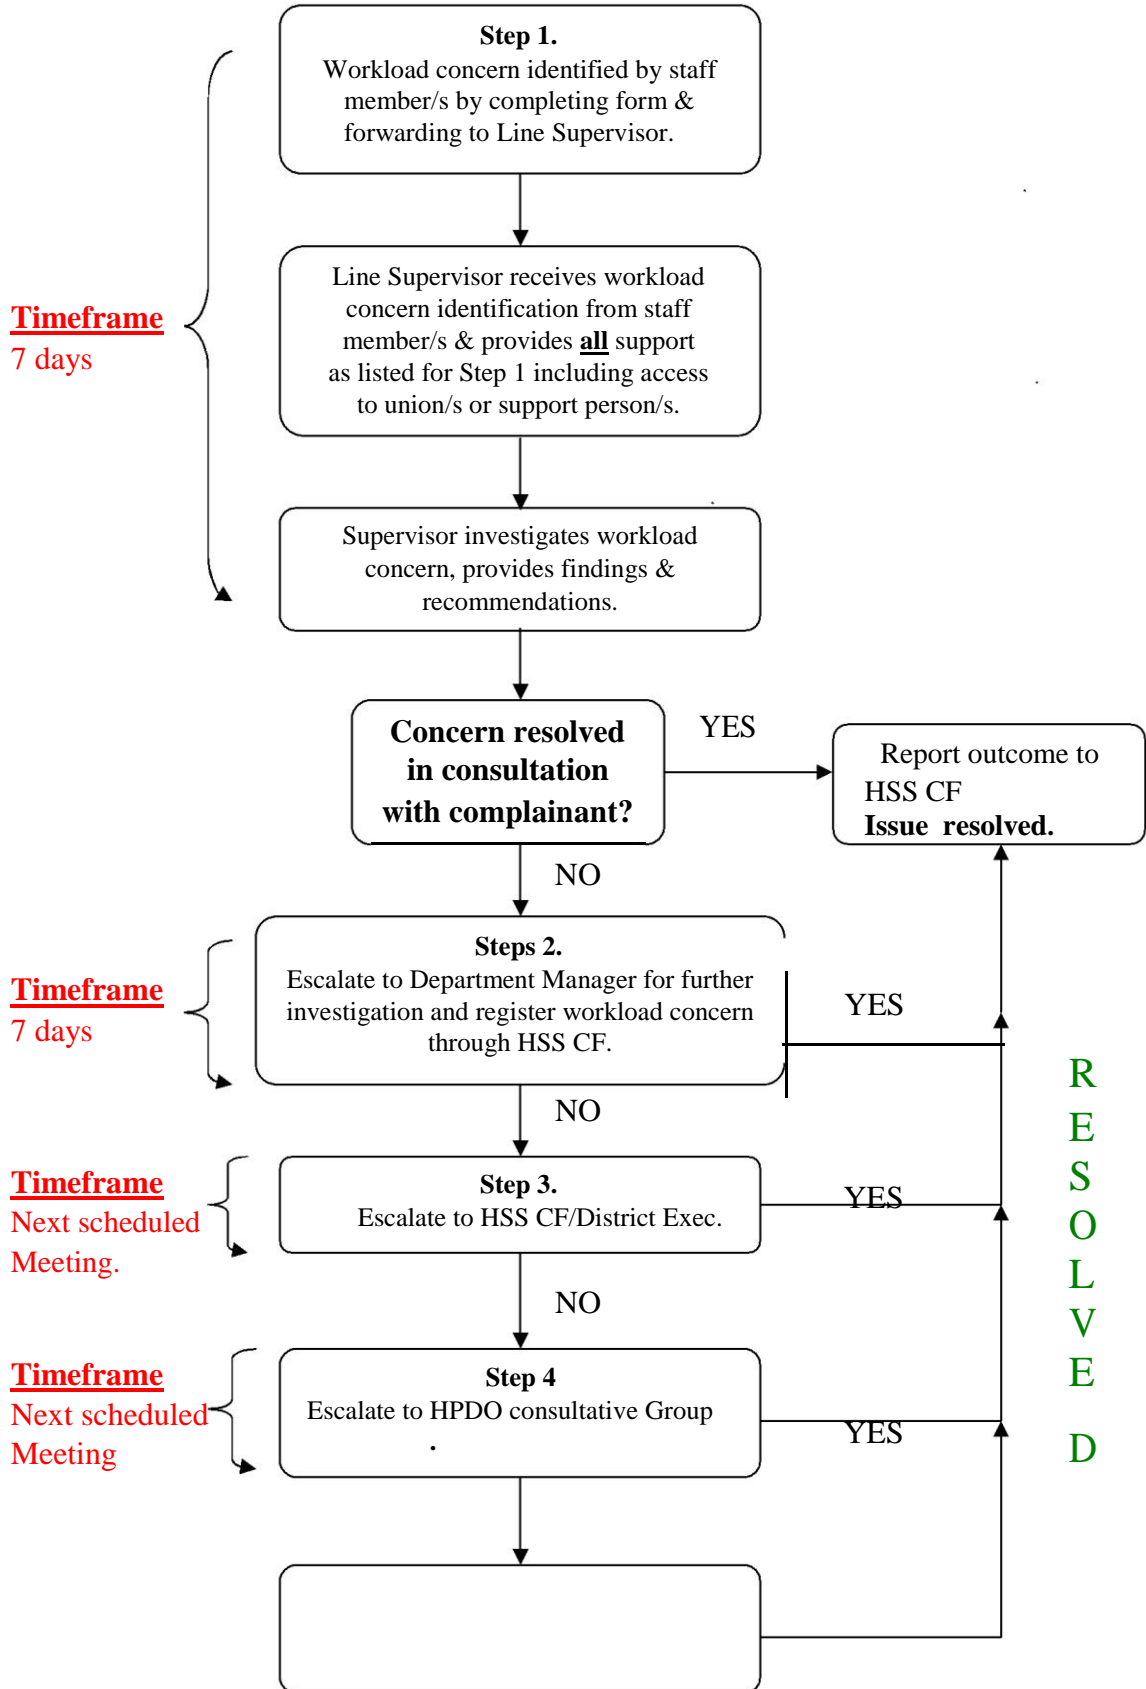 Step 1.
Workload concern identified by staff
member/s by completing form &
forwarding to Line Supervisor.
Timeframe
7 days
Line Supervisor receives workload
concern identification from staff
member/s & provides all support
as listed for Step 1 including access
to union/s or support person/s.
Supervisor investigates workload
concern, provides findings &
recommendations.
Concern resolved
in consultation
with complainant?
YES
Report outcome to
HSS CF
Issue resolved.
NO
Timeframe
7 days
Steps 2.
Escalate to Department Manager for further
investigation and register workload concern
through HSS CF.
YES
NO
Timeframe
Next scheduled
Meeting.
Step 3.
Escalate to HSS CF/District Exec.
YES
NO
Timeframe
Next scheduled
Meeting
Step 4
Escalate to HPDO consultative Group
.
YES
R
E
S
O
L
V
E
D